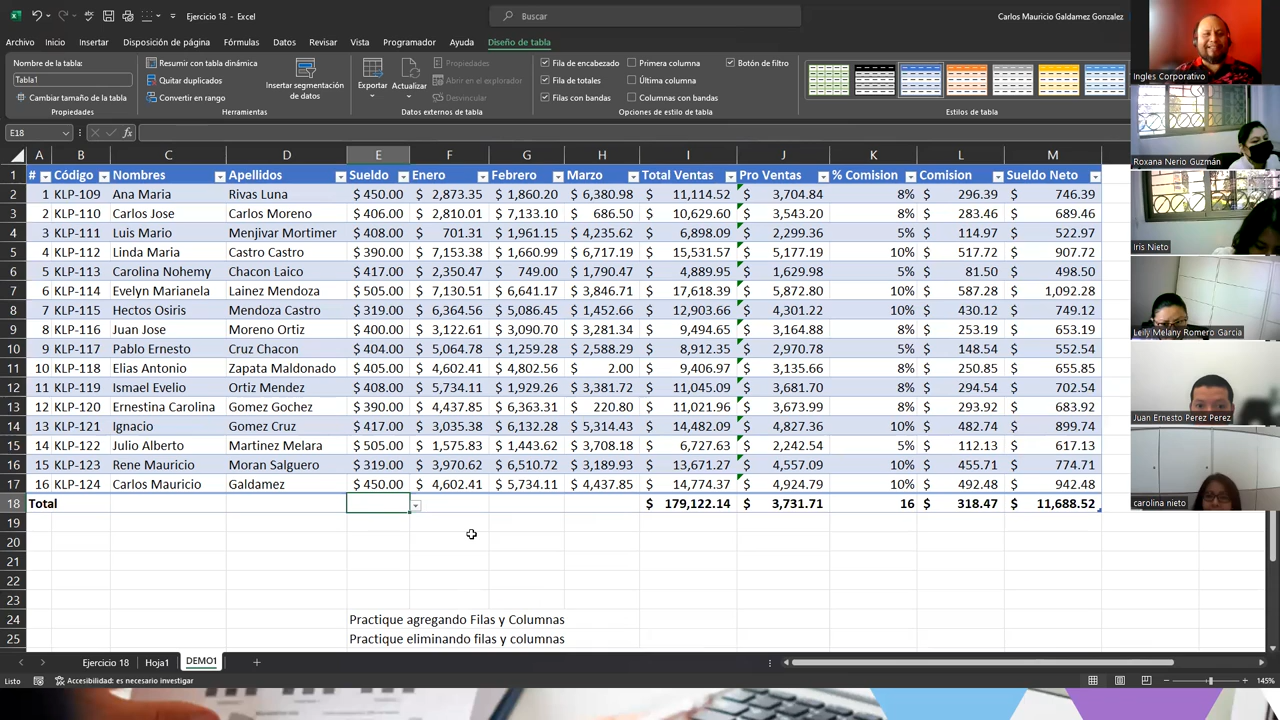 Ejercicio 18 - Excel
Buscar
Carlos Mauricio Galdamez Gonzalez
Archivo Inicio Insertar Disposición de página Fórmulas Datos Revisar Vista Programador Ayuda Diseño de tabla
Nombre de la tabla:
Tabla1
Cambiar tamaño de la tabla
Propiedades
Resumir con tabla dinámica
Quitar duplicados
Convertir en rango
Insertar segmentación de datos
Herramientas
Exportar
Actualizar
Propiedades
Abrir en el explorador
Desvincular
Datos externos de tabla
Fila de encabezado
Fila de totales
Filas con bandas
Primera columna
Última columna
Columnas con bandas
Botón de filtro
Opciones de estilo de tabla
Estilos de tabla
E18
fx
A B C D E F G H I J K L M
1 # Código Nombres Apellidos Sueldo Enero Febrero Marzo Total Ventas Pro Ventas % Comision Comision Sueldo Neto
2 1 KLP-109 Ana Maria Rivas Luna $ 450.00 $ 2,873.35 $ 1,860.20 $ 6,380.98 $ 11,114.52 $ 3,704.84 8% $ 296.39 $ 746.39
3 2 KLP-110 Carlos Jose Carlos Moreno $ 406.00 $ 2,810.01 $ 7,133.10 $ 686.50 $ 10,629.60 $ 3,543.20 8% $ 283.46 $ 689.46
4 3 KLP-111 Luis Mario Menjivar Mortimer $ 408.00 $ 701.31 $ 1,961.15 $ 4,235.62 $ 6,898.09 $ 2,299.36 5% $ 114.97 $ 522.97
5 4 KLP-112 Linda Maria Castro Castro $ 390.00 $ 7,153.38 $ 1,660.99 $ 6,717.19 $ 15,531.57 $ 5,177.19 10% $ 517.72 $ 907.72
6 5 KLP-113 Carolina Nohemy Chacon Laico $ 417.00 $ 2,350.47 $ 749.00 $ 1,790.47 $ 4,889.95 $ 1,629.98 5% $ 81.50 $ 498.50
7 6 KLP-114 Evelyn Marianela Lainez Mendoza $ 505.00 $ 7,130.51 $ 6,641.17 $ 3,846.71 $ 17,618.39 $ 5,872.80 10% $ 587.28 $ 1,092.28
8 7 KLP-115 Hectos Osiris Mendoza Castro $ 319.00 $ 6,364.56 $ 5,086.45 $ 1,452.66 $ 12,903.66 $ 4,301.22 10% $ 430.12 $ 749.12
9 8 KLP-116 Juan Jose Moreno Ortiz $ 400.00 $ 3,122.61 $ 3,090.70 $ 3,281.34 $ 9,494.65 $ 3,164.88 8% $ 253.19 $ 653.19
10 9 KLP-117 Pablo Ernesto Cruz Chacon $ 404.00 $ 5,064.78 $ 1,259.28 $ 2,588.29 $ 8,912.35 $ 2,970.78 5% $ 148.54 $ 552.54
11 10 KLP-118 Elias Antonio Zapata Maldonado $ 405.00 $ 4,602.41 $ 4,802.56 $ 2.00 $ 9,406.97 $ 3,135.66 8% $ 250.85 $ 655.85
12 11 KLP-119 Ismael Evelio Ortiz Mendez $ 408.00 $ 5,734.11 $ 1,929.26 $ 3,381.72 $ 11,045.09 $ 3,681.70 8% $ 294.54 $ 702.54
13 12 KLP-120 Ernestina Carolina Gomez Gochez $ 390.00 $ 4,437.85 $ 6,363.31 $ 220.80 $ 11,021.96 $ 3,673.99 8% $ 293.92 $ 683.92
14 13 KLP-121 Ignacio Gomez Cruz $ 417.00 $ 14,482.09 $ 4,827.36 10% $ 482.74 $ 899.74
15 14 KLP-122 Julio Alberto Martinez Melara $ 505.00 $ 1,575.83 $ 1,443.62 $ 3,708.18 $ 6,727.63 $ 2,242.54 5% $ 112.13 $ 617.13
16 15 KLP-123 Rene Mauricio Moran Salguero $ 319.00 $ 3,970.62 $ 6,510.72 $ 3,189.93 $ 13,671.27 $ 4,557.09 10% $ 455.71 $ 774.71
17 16 KLP-124 Carlos Mauricio Galdamez $ 450.00 $ 4,602.41 $ 5,734.11 $ 4,437.85 $ 14,774.37 $ 4,924.79 10% $ 492.48 $ 942.48
18 Total $ 179,122.14 $ 3,731.71 16 $ 318.47 $ 11,688.52
19
20
21
22
23
24 Practique agregando Filas y Columnas
25 Practique eliminando filas y columnas
Ejercicio 18 Hoja1 DEMO1
Listo Accesibilidad: es necesario investigar 145%
Ingles Corporativo
Roxana Nerio Guzmán
Iris Nieto
Leily Melany Romero Garcia
Juan Ernesto Perez Perez
carolina nieto